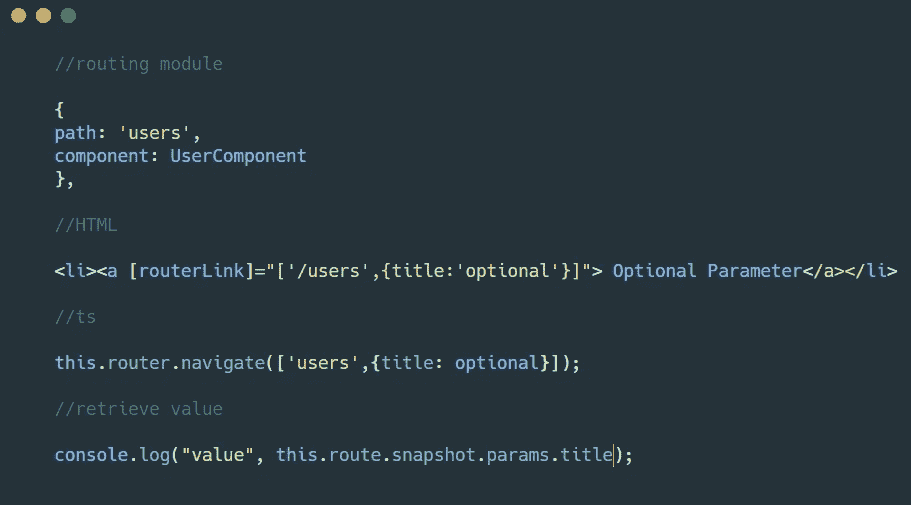 //routing module
{
path: 'users',
component: UserComponent
},
//HTML
<li><a [routerLink]="['/users',{title:'optional'}]"> Optional Parameter</a></li>
//ts
this.router.navigate(['users',{title: optional}]);
//retrieve value
console.log("value", this.route.snapshot.params.title);